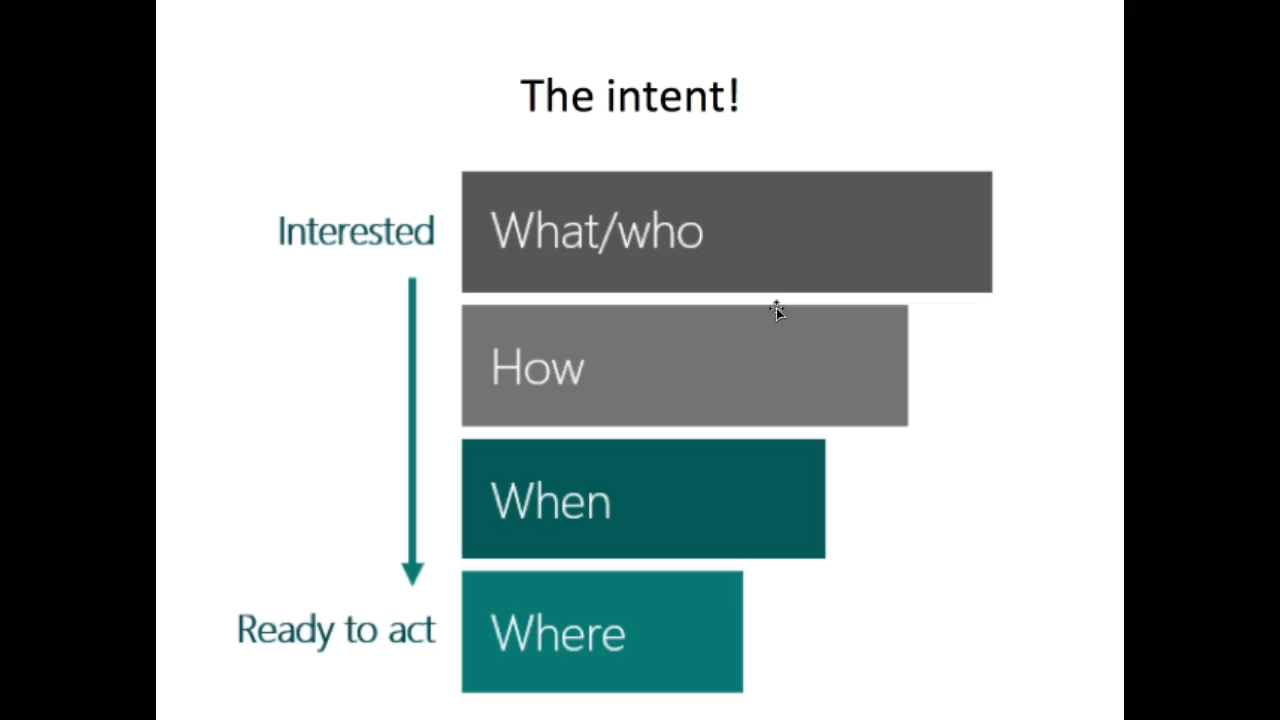 The intent!
Interested
What/who
How
When
Ready to act
Where